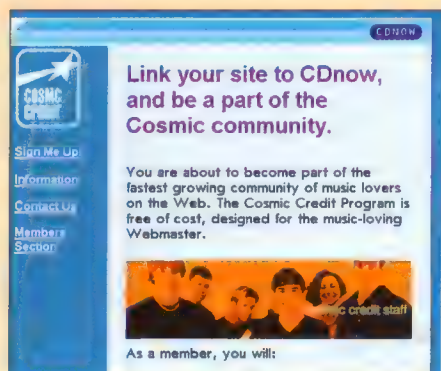 CDNOW
COSMIC
CREDIT
Link your site to CDnow,
and be a part of the
Cosmic community.
Sign Me Up
Information
Contact Us
Members
Section
You are about to become part of the
fastest growing community of music lovers
on the Web. The Cosmic Credit Program is
free of cost, designed for the music-loving
Webmaster.
credit staff
As a member, you will: